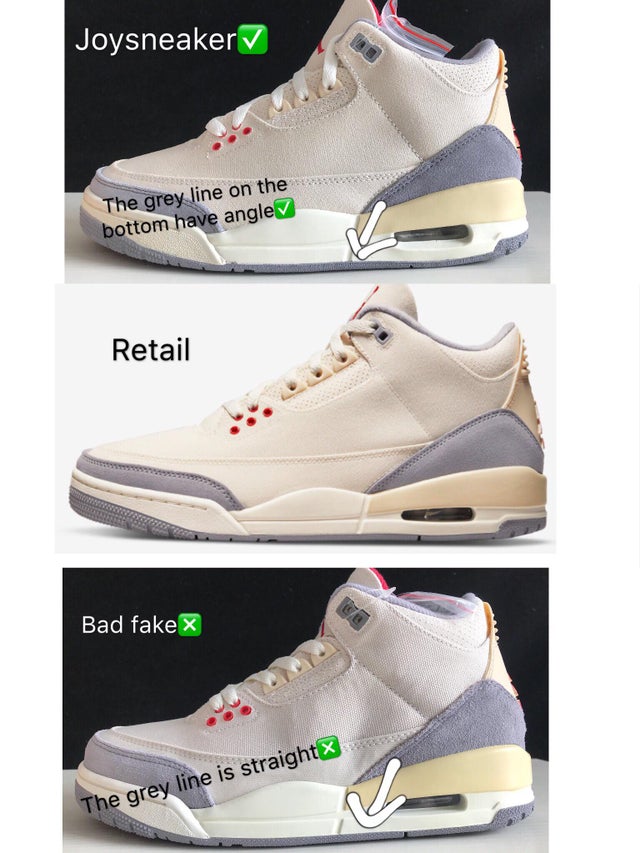 Joysneaker✅
The grey line on the
bottom have angle✅
Retail
Bad fake❎
The grey line is straight❎